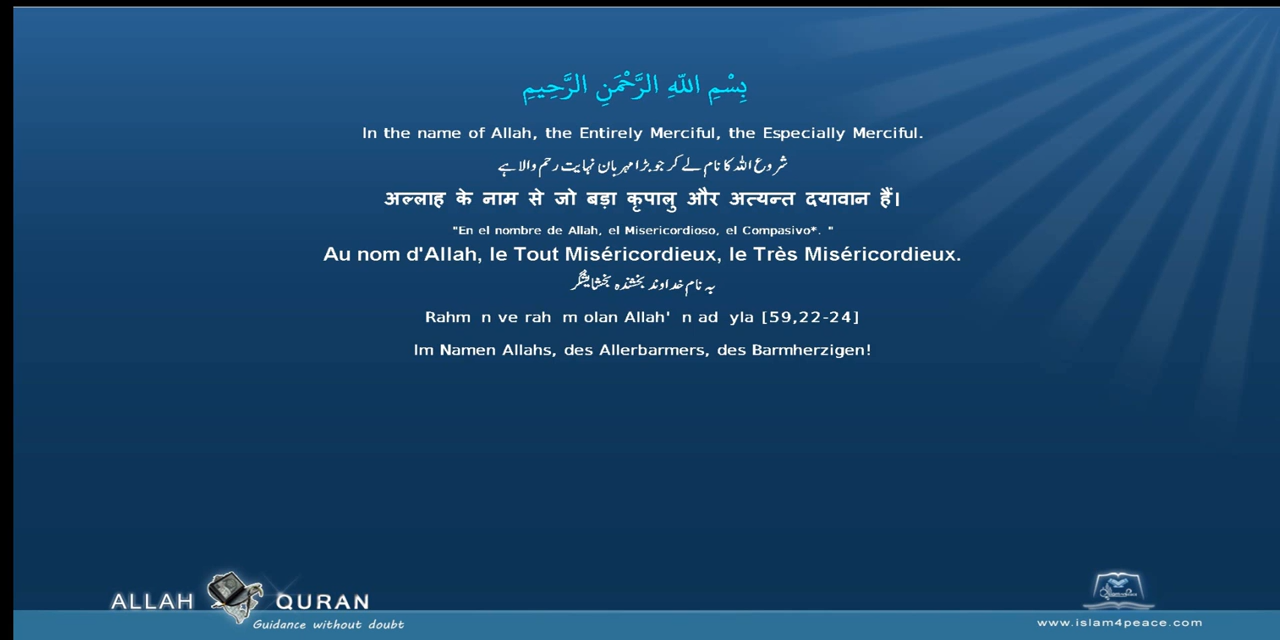 بِسْمِ اللّهِ الرَّحْمَنِ الرَّحِيمِ
In the name of Allah, the Entirely Merciful, the Especially Merciful.
شروع اللہ کا نام لے کر جو بڑا مہربان نہایت رحم والا ہے
अल्लाह के नाम से जो बड़ा कृपालु और अत्यन्त दयावान हैं।
"En el nombre de Allah, el Misericordioso, el Compasivo*. "
Au nom d'Allah, le Tout Miséricordieux, le Très Miséricordieux.
به نام خداوند بخشنده بخشایشگر
Rahm n ve rah m olan Allah' n ad yla [59,22-24]
Im Namen Allahs, des Allerbarmers, des Barmherzigen!
ALLAH QURAN
Guidance without doubt
www.islam4peace.com